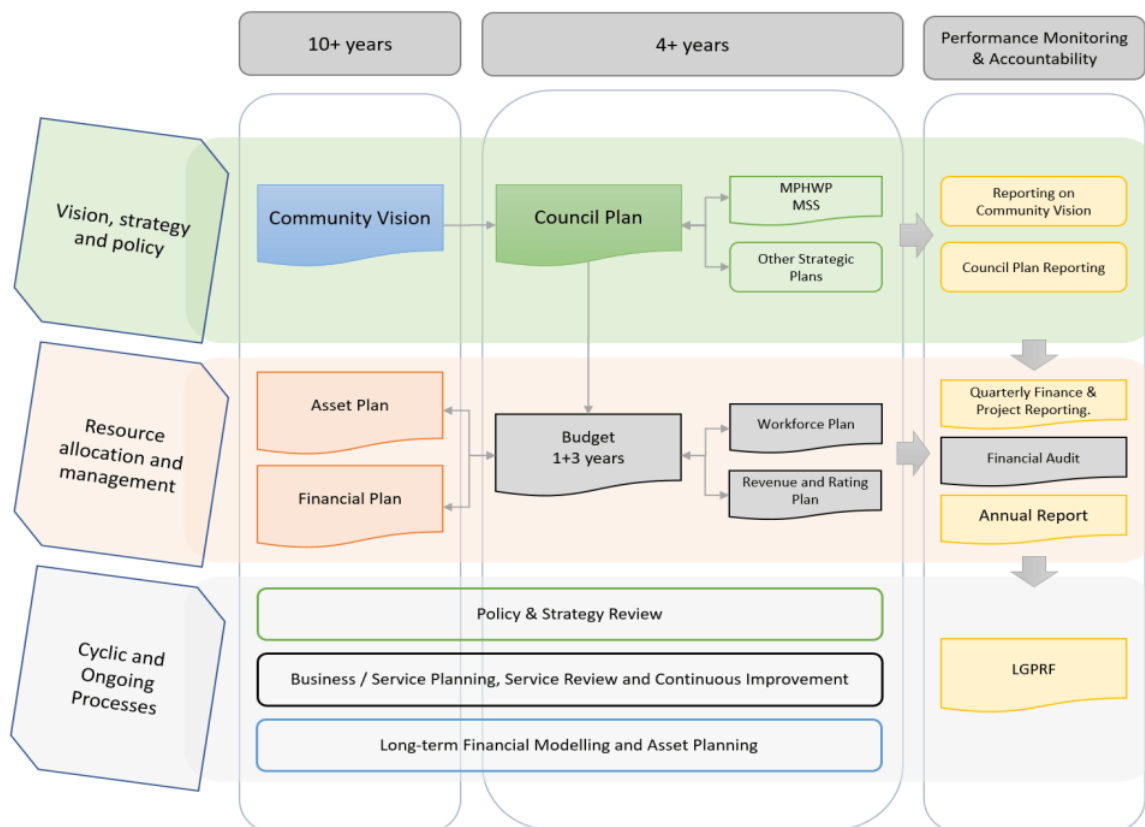 10+ years
4+ years
Performance Monitoring
& Accountability
Vision, strategy
and policy
Community Vision
Council Plan
MPHWP
MSS
Other Strategic
Plans
Reporting on
Community Vision
Council Plan Reporting
Resource
allocation and
management
Asset Plan
Financial Plan
Budget
1+3 years
Workforce Plan
Revenue and Rating
Plan
Quarterly Finance &
Project Reporting.
Financial Audit
Annual Report
Cyclic and
Ongoing
Processes
Policy & Strategy Review
Business / Service Planning, Service Review and Continuous Improvement
Long-term Financial Modelling and Asset Planning
LGPRF